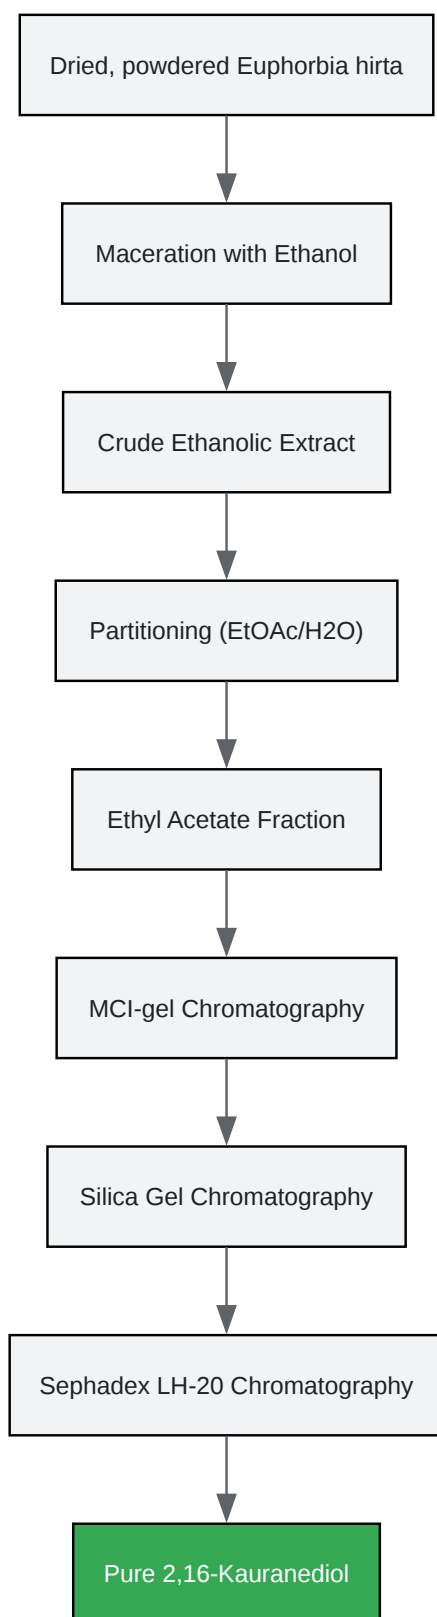 Dried, powdered Euphorbia hirta
Maceration with Ethanol
Crude Ethanolic Extract
Partitioning (EtOAc/H2O)
Ethyl Acetate Fraction
MCI-gel Chromatography
Silica Gel Chromatography
Sephadex LH-20 Chromatography
Pure 2,16-Kauranediol